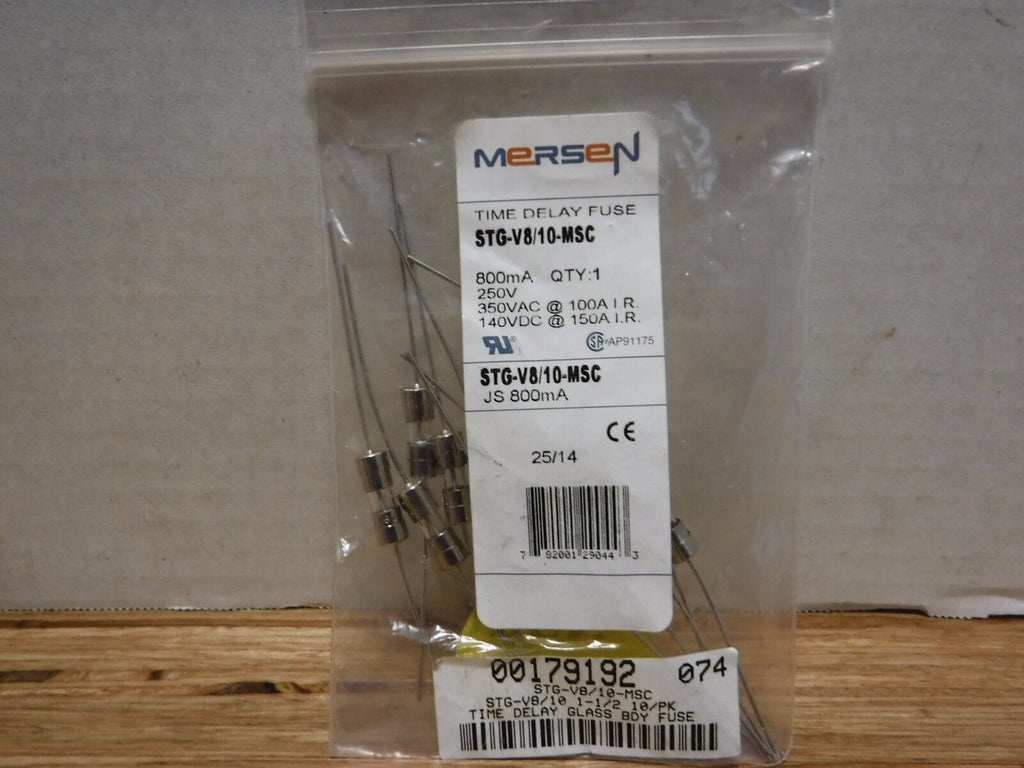 MERSEN
TIME DELAY FUSE
STG-V8/10-MSC
800mA QTY:1
250V
350VAC @ 100A I.R.
140VDC @ 150A I.R.
RU® SA® AP91175
STG-V8/10-MSC
JS 800mA
CE
25/14
7 82001 29044 3
00179192 074
STG-V8/10-MSC
STG-V8/10 1-1/2 10/PK
TIME DELAY GLASS BDY FUSE